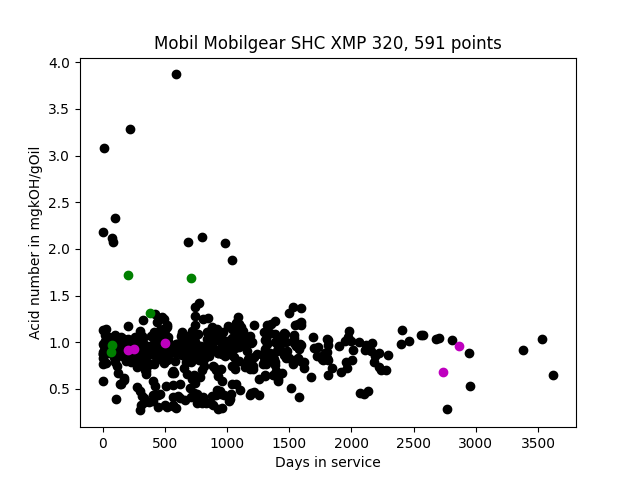 Mobil Mobilgear SHC XMP 320, 591 points
Acid number in mgkOH/gOil
4.0
3.5
3.0
2.5
2.0
1.5
1.0
0.5
0 500 1000 1500 2000 2500 3000 3500
Days in service